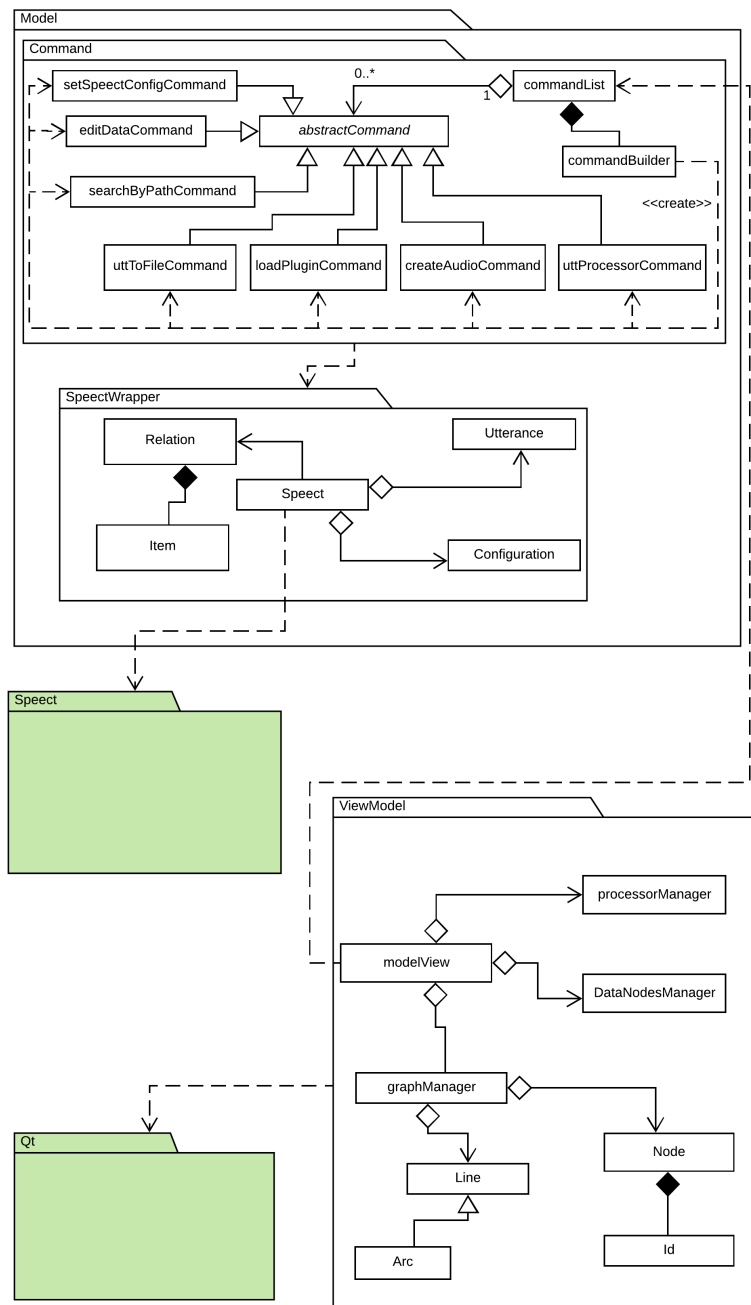 Model
Command
setSpeectConfigCommand
0..*
1
commandList
editDataCommand
abstractCommand
commandBuilder
searchByPathCommand
<<create>>
uttToFileCommand
loadPluginCommand
createAudioCommand
uttProcessorCommand
SpeectWrapper
Relation
Utterance
Speect
Item
Configuration
Speect
ViewModel
processorManager
modelView
DataNodesManager
graphManager
Qt
Node
Line
Id
Arc